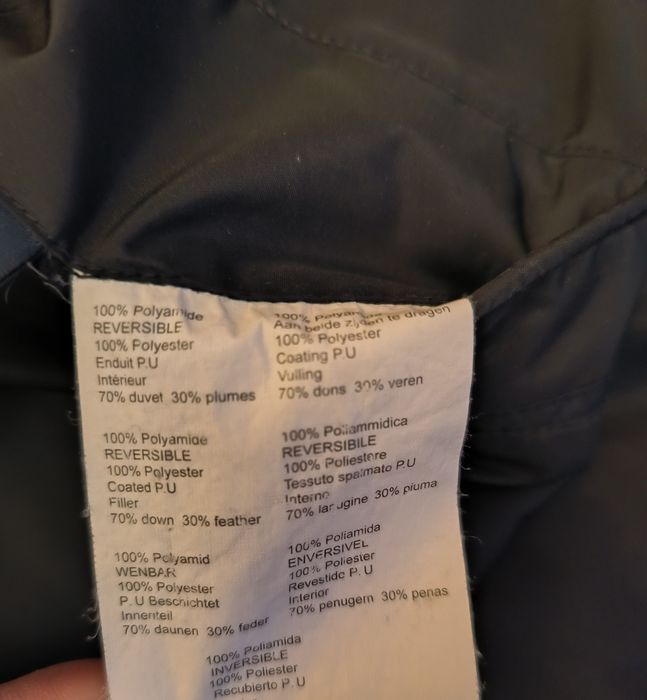 100% Polyamide
REVERSIBLE
100% Polyester
Enduit P.U
Intérieur
70% duvet 30% plumes
100% Polyamide
Aan beide zijden te dragen
100% Polyester
Coating P.U
Vulling
70% dons 30% veren
100% Polyamide
REVERSIBLE
100% Polyester
Coated P.U
Filler
70% down 30% feather
100% Poliammidica
REVERSIBILE
100% Poliestere
Tessuto spalmato P.U
Interno
70% lanugine 30% piuma
100% Polyamid
WENBAR
100% Polyester
P. U Beschichtet
Innenteil
70% daunen 30% feder
100% Poliamida
ENVERSIVEL
100% Poliester
Revestido P. U
Interior
70% penugem 30% penas
100% Poliamida
INVERSIBLE
100% Poliester
Recubierto P. U